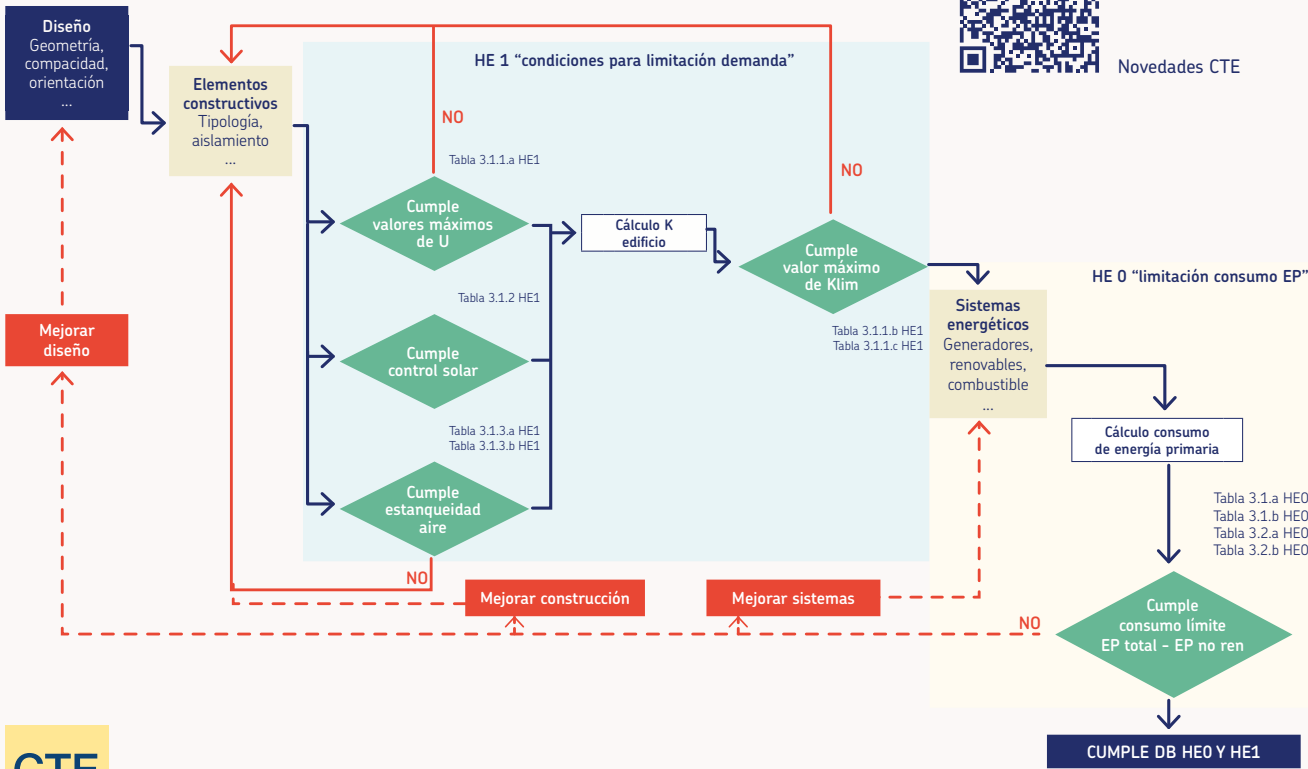 Diseño
Geometría,
compacidad,
orientación
...
Elementos
constructivos
Tipología,
aislamiento
...
HE 1 “condiciones para limitación demanda”
Novedades CTE
NO
Tabla 3.1.1.a HE1
Cumple
valores máximos
de U
Tabla 3.1.2 HE1
Cumple
control solar
Tabla 3.1.3.a HE1
Tabla 3.1.3.b HE1
Cumple
estanqueidad
aire
NO
Cálculo K
edificio
NO
Cumple
valor máximo
de Klim
Tabla 3.1.1.b HE1
Tabla 3.1.1.c HE1
HE 0 “limitación consumo EP”
Sistemas
energéticos
Generadores,
renovables,
combustible
...
Cálculo consumo
de energía primaria
Tabla 3.1.a HE0
Tabla 3.1.b HE0
Tabla 3.2.a HE0
Tabla 3.2.b HE0
Mejorar
diseño
Mejorar construcción
Mejorar sistemas
NO
Cumple
consumo límite
EP total - EP no ren
CUMPLE DB HE0 Y HE1
CTE